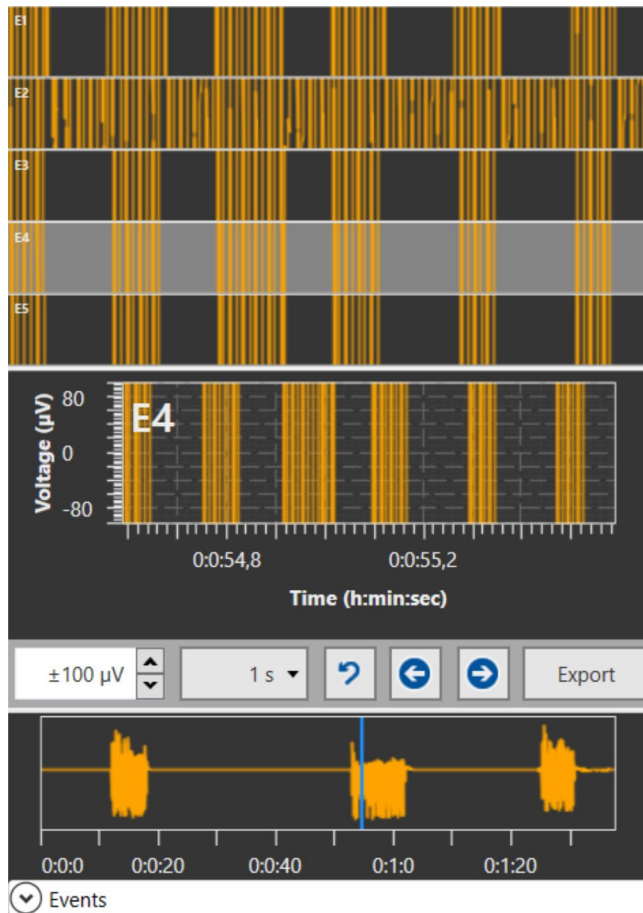 E1
E2
E3
E4
E5
E4
Voltage (µV)
80
0
-80
0:0:54,8 0:0:55,2
Time (h:min:sec)
±100 µV 1 s Export
0:0:0 0:0:20 0:0:40 0:1:0 0:1:20
Events